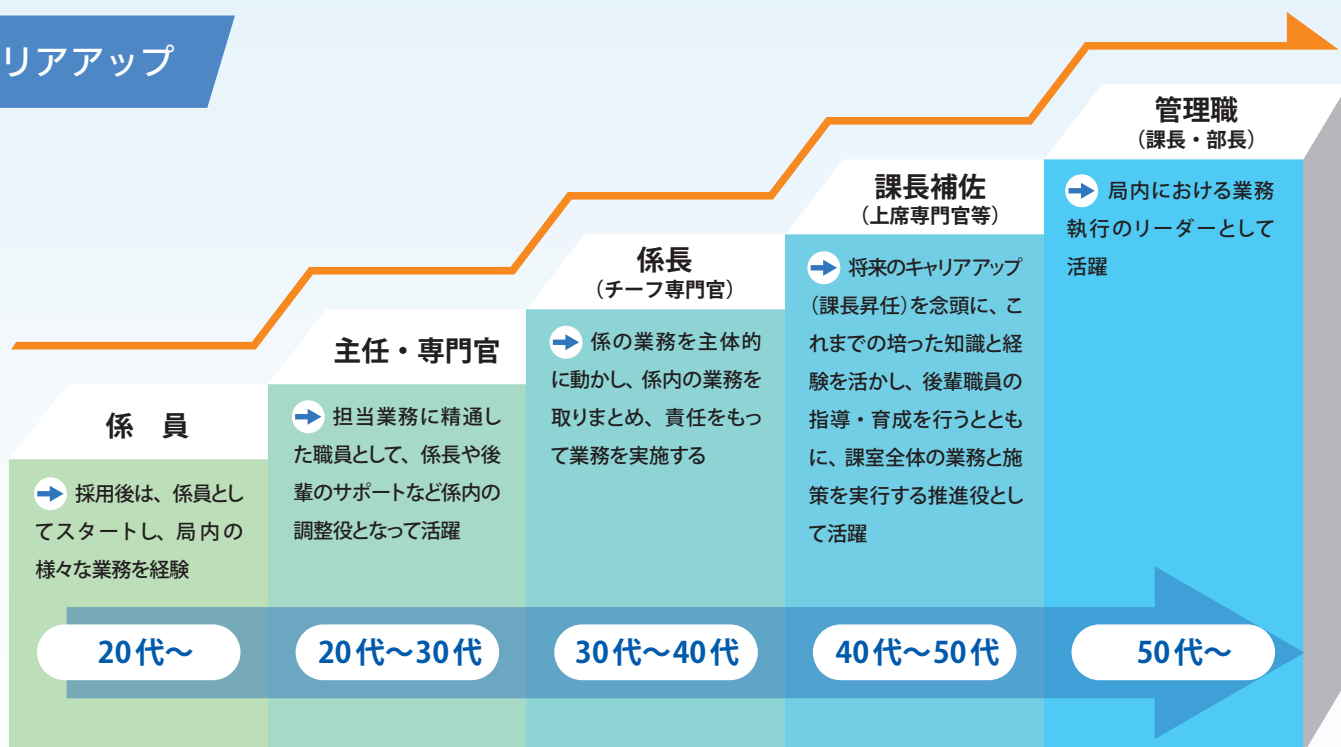 リアアップ
係　員
採用後は、係員とし
てスタートし、局内の
様々な業務を経験
20代～
主任・専門官
担当業務に精通し
た職員として、係長や後
輩のサポートなど係内の
調整役となって活躍
20代～30代
係長
（チーフ専門官）
係の業務を主体的
に動かし、係内の業務を
取りまとめ、責任をもっ
て業務を実施する
30代～40代
課長補佐
（上席専門官等）
将来のキャリアアップ
（課長昇任）を念頭に、こ
れまでの培った知識と経
験を活かし、後輩職員の
指導・育成を行うととも
に、課室全体の業務と施
策を実行する推進役とし
て活躍
40代～50代
管理職
（課長・部長）
局内における業務
執行のリーダーとして
活躍
50代～